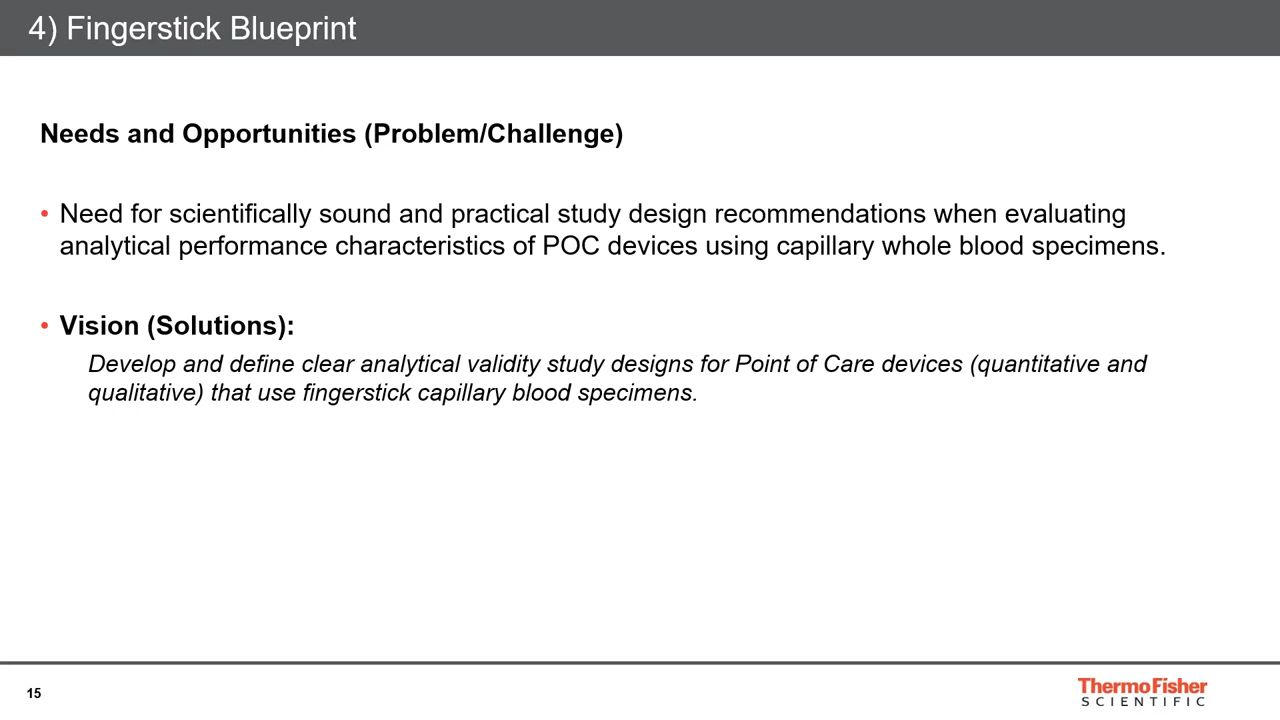 4) Fingerstick Blueprint
Needs and Opportunities (Problem/Challenge)
• Need for scientifically sound and practical study design recommendations when evaluating
analytical performance characteristics of POC devices using capillary whole blood specimens.
• Vision (Solutions):
Develop and define clear analytical validity study designs for Point of Care devices (quantitative and
qualitative) that use fingerstick capillary blood specimens.
15
ThermoFisher
SCIENTIFIC